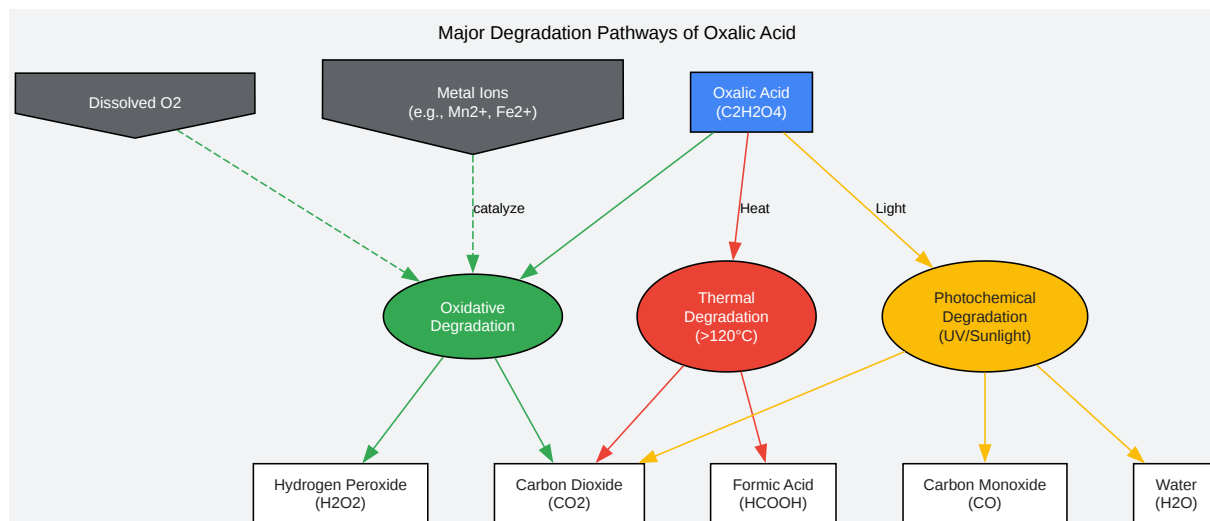 Major Degradation Pathways of Oxalic Acid
Dissolved O2
Metal Ions
(e.g., Mn2+, Fe2+)
Oxalic Acid
(C2H2O4)
catalyze
Heat
Light
Oxidative
Degradation
Thermal
Degradation
(>120°C)
Photochemical
Degradation
(UV/Sunlight)
Hydrogen Peroxide
(H2O2)
Carbon Dioxide
(CO2)
Formic Acid
(HCOOH)
Carbon Monoxide
(CO)
Water
(H2O)